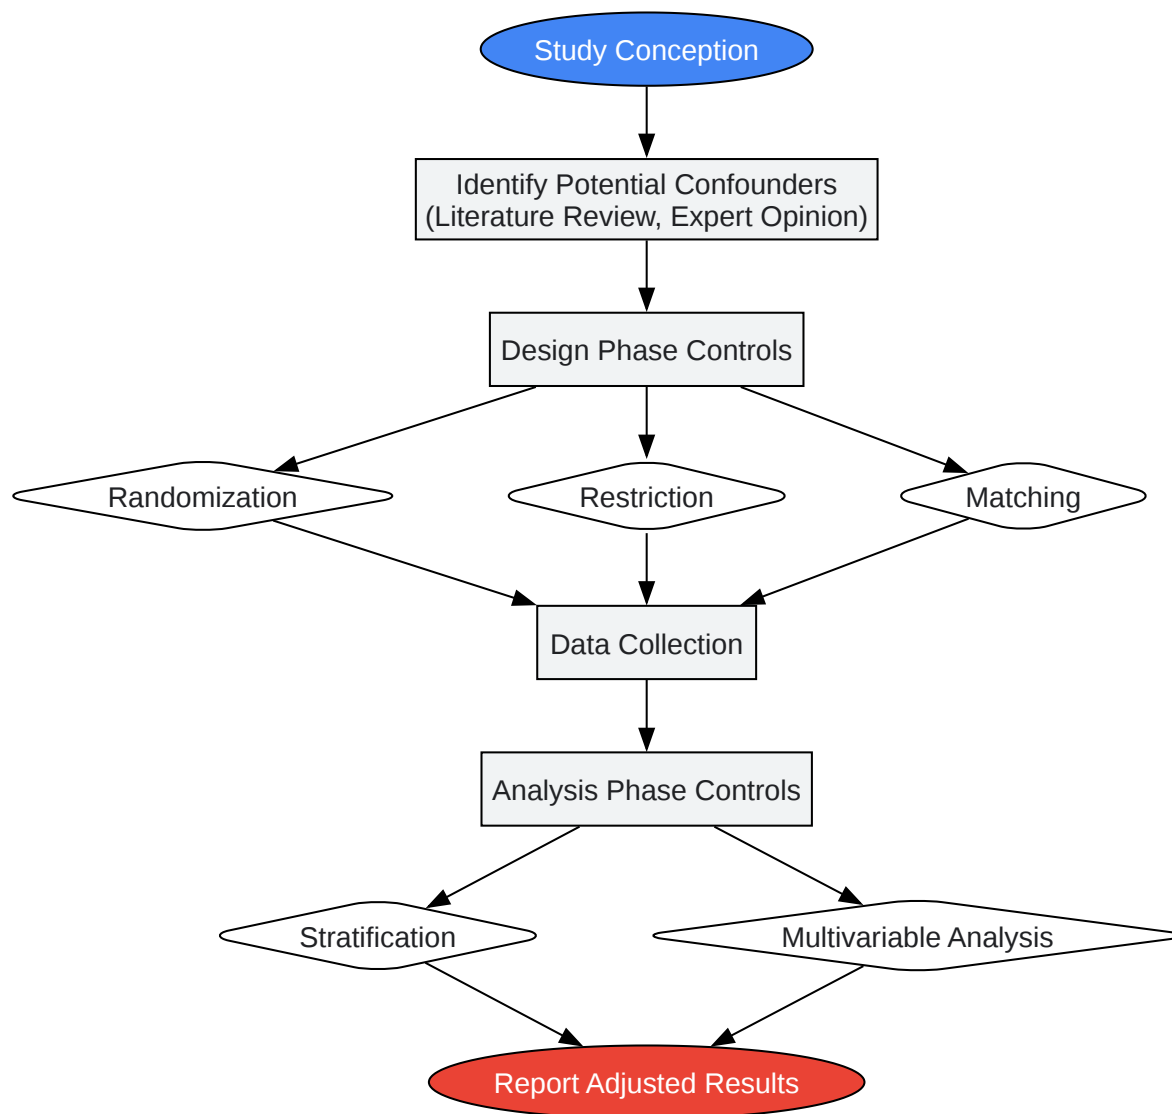 Study Conception
Identify Potential Confounders
(Literature Review, Expert Opinion)
Design Phase Controls
Randomization
Restriction
Matching
Data Collection
Analysis Phase Controls
Stratification
Multivariable Analysis
Report Adjusted Results